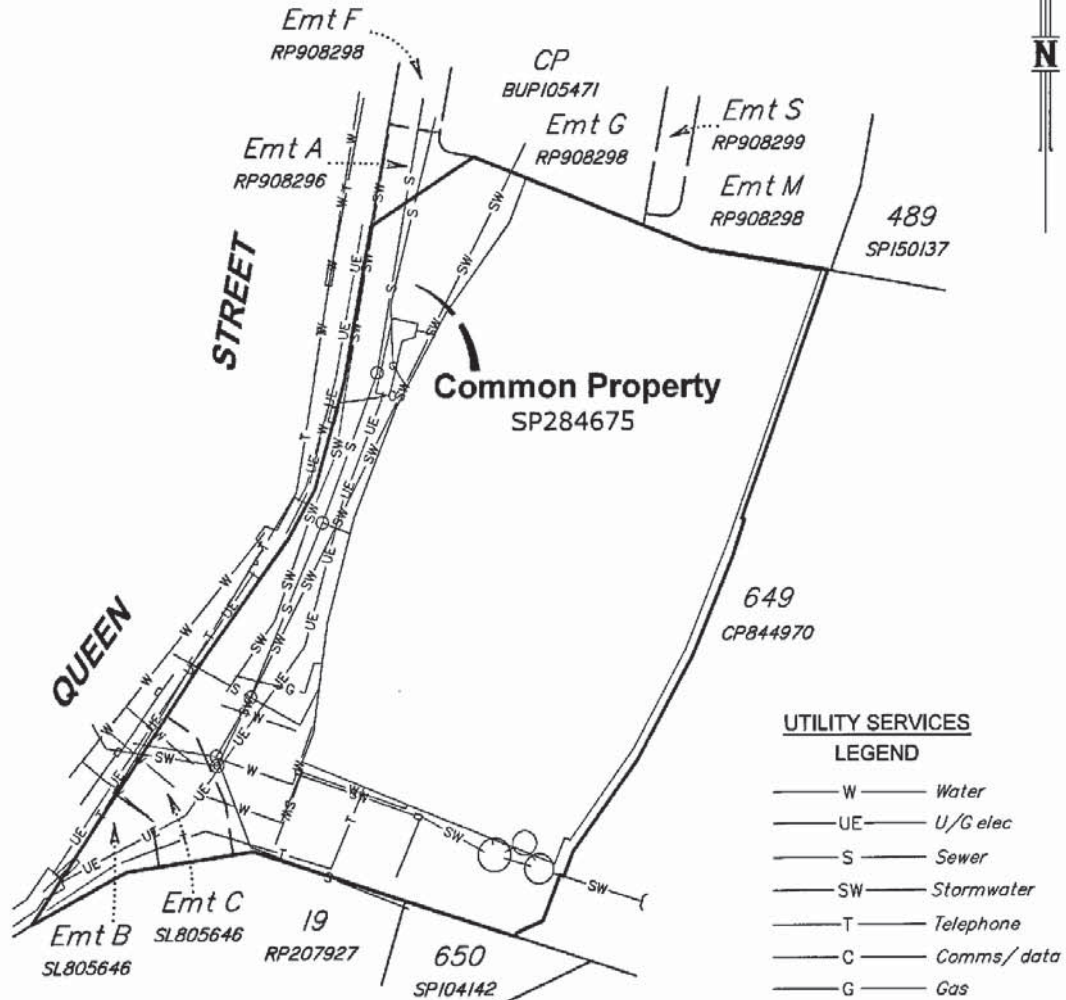 Emt F
RP908298
CP
BUP105471
N
Emt S
RP908299
Emt G
RP908298
Emt A
RP908296
Emt M
RP908298
489
SP150137
STREET
Common Property
SP284675
649
CP844970
QUEEN
UTILITY SERVICES
LEGEND
W Water
UE U/G elec
S Sewer
SW Stormwater
T Telephone
C Comms/data
G Gas
Emt C
SL805646
Emt B
SL805646
19
RP207927
650
SP104142